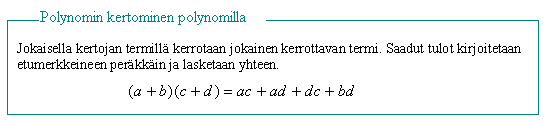 Polynomin kertominen polynomilla
Jokaisella kertojan termillä kerrotaan jokainen kerrottavan termi. Saadut tulot kirjoitetaan
etumerkkeineen peräkkäin ja lasketaan yhteen.
(a + b)(c + d) = ac + ad + dc + bd